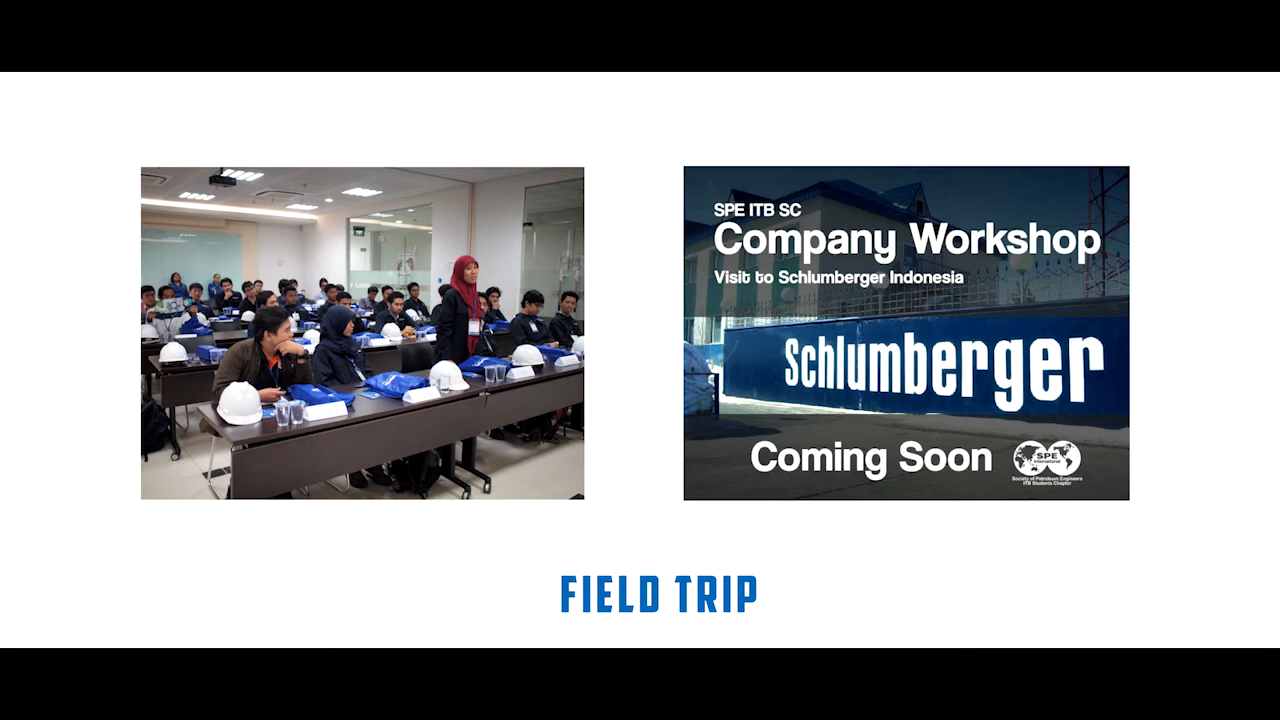 SPE ITB SC
Company Workshop
Visit to Schlumberger Indonesia
Schlumberger
Coming Soon
SPE
International
Society of Petroleum Engineers
ITB Students Chapter
FIELD TRIP